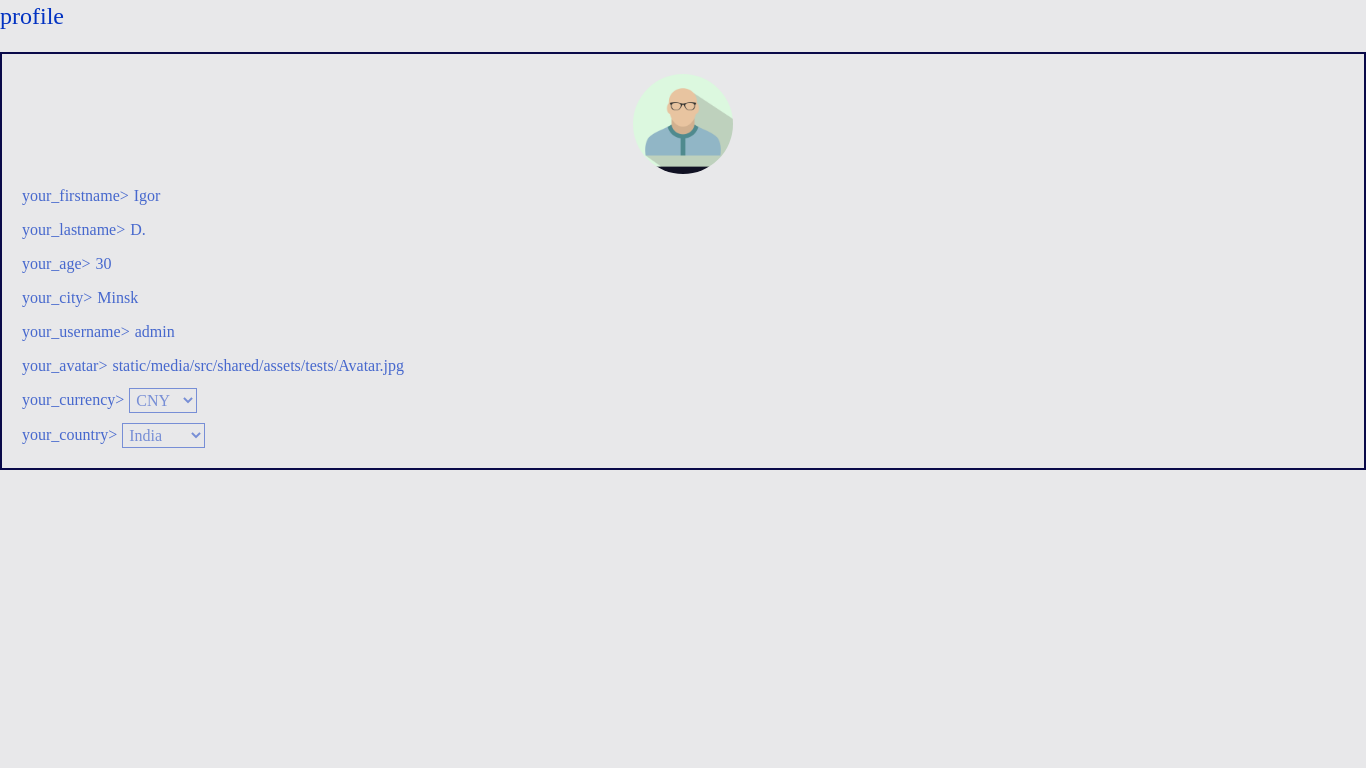 profile
your_firstname> Igor
your_lastname> D.
your_age> 30
your_city> Minsk
your_username> admin
your_avatar> static/media/src/shared/assets/tests/Avatar.jpg
your_currency> CNY
your_country> India